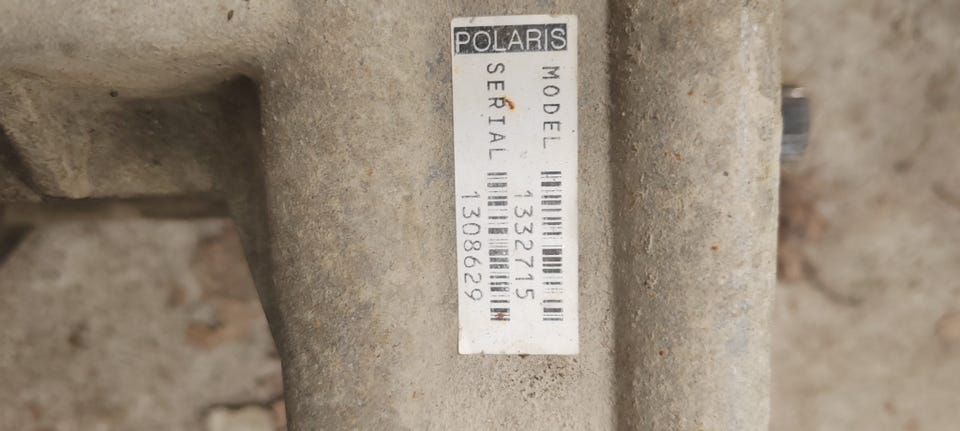 POLARIS
MODEL
1332715
SERIAL
1308629